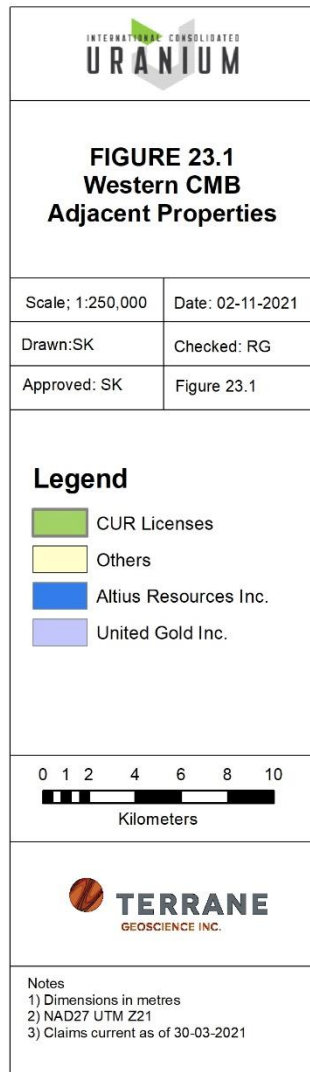 INTERNATIONAL CONSOLIDATED
URANIUM
FIGURE 23.1
Western CMB
Adjacent Properties
Scale; 1:250,000
Date: 02-11-2021
Drawn:SK
Checked: RG
Approved: SK
Figure 23.1
Legend
CUR Licenses
Others
Altius Resources Inc.
United Gold Inc.
0 1 2 4 6 8 10
Kilometers
TERRANE
GEOSCIENCE INC.
Notes
1) Dimensions in metres
2) NAD27 UTM Z21
3) Claims current as of 30-03-2021